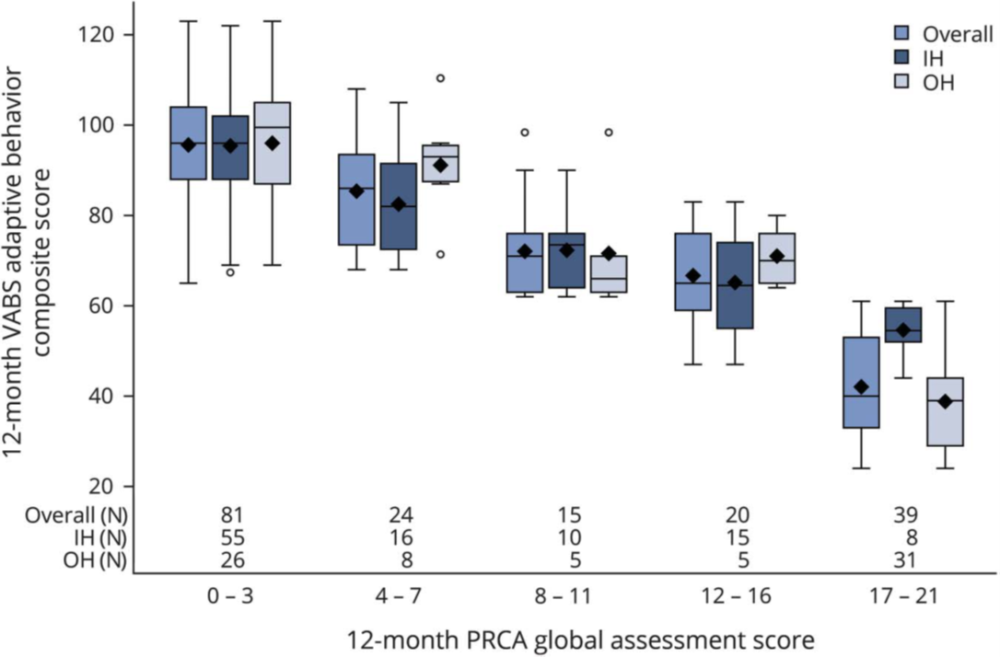 120
100
80
60
40
20
12-month VABS adaptive behavior
composite score
Overall
IH
OH
Overall (N) 81 24 15 20 39
IH (N) 55 16 10 15 8
OH (N) 26 8 5 5 31
0 – 3 4 – 7 8 – 11 12 – 16 17 – 21
12-month PRCA global assessment score